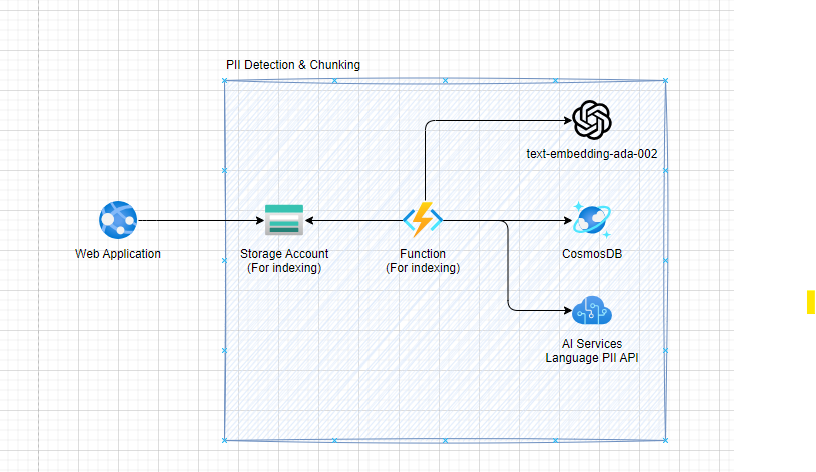 PII Detection & Chunking
text-embedding-ada-002
Web Application
Storage Account
(For indexing)
Function
(For indexing)
CosmosDB
AI Services
Language PII API